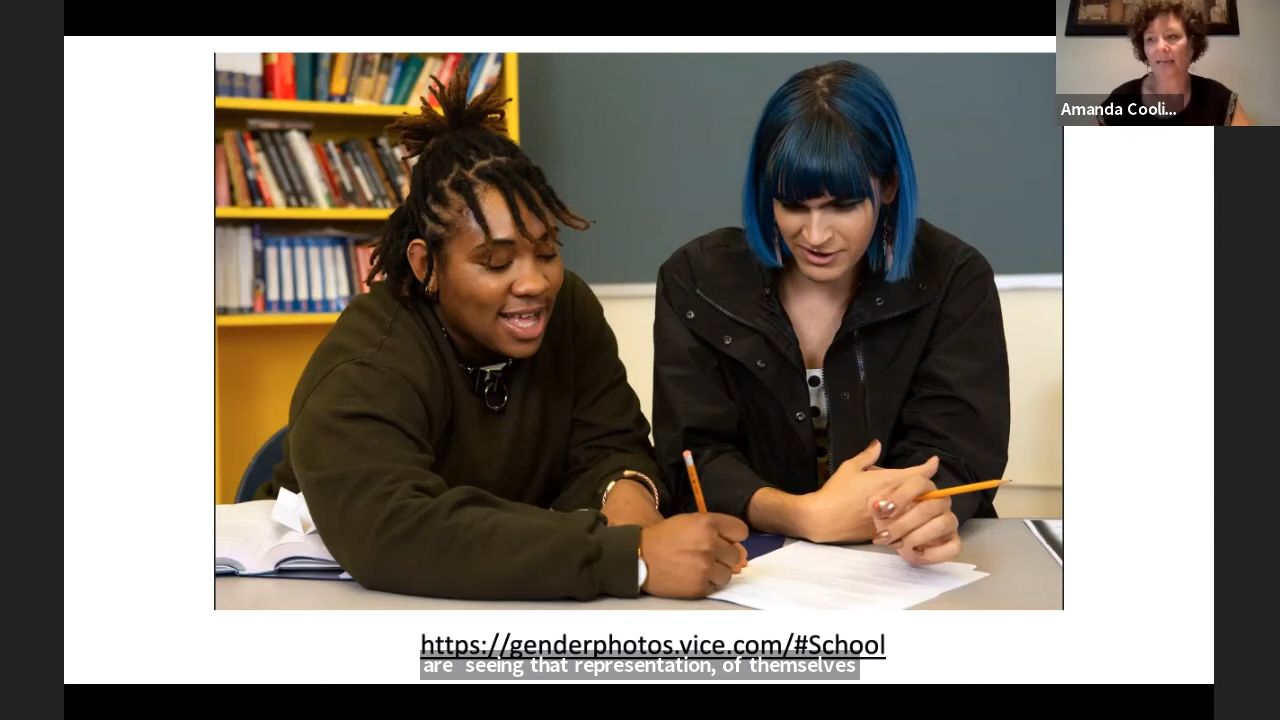 Amanda Cooli...
https://genderphotos.vice.com/#School
are seeing that representation, of themselves